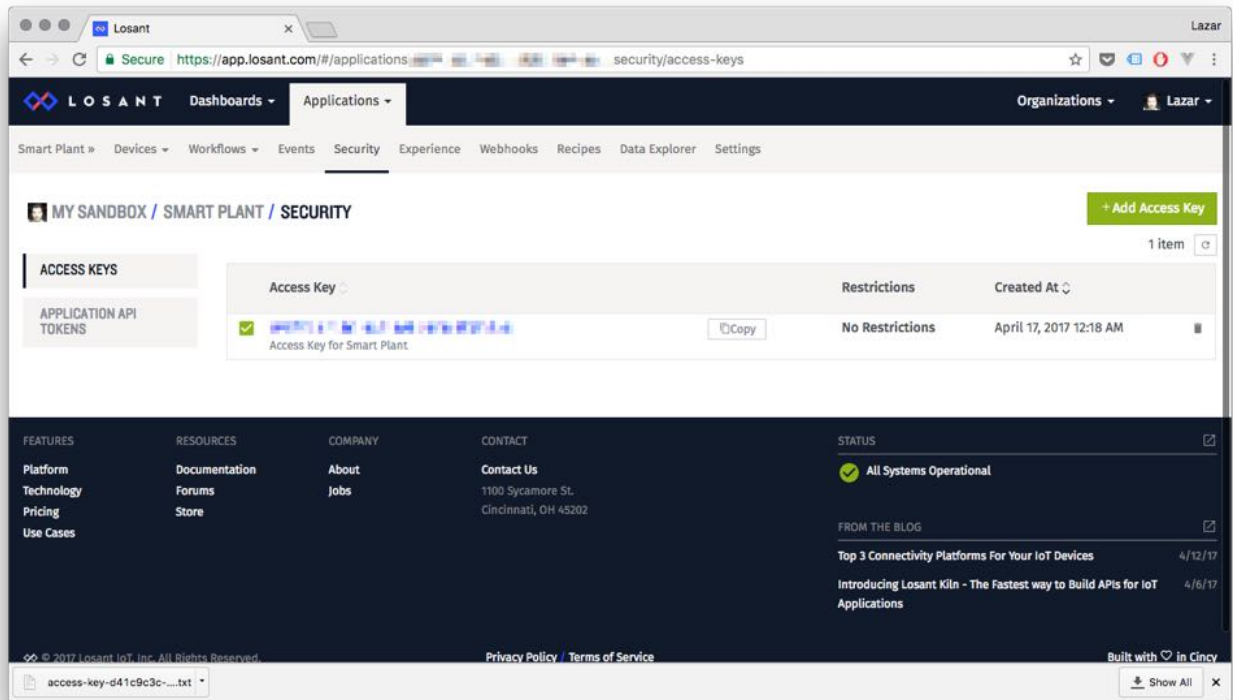 Losant
Lazar
Secure https://app.losant.com/#/applications security/access-keys
LOSANT Dashboards Applications Organizations Lazar
Smart Plant » Devices Workflows Events Security Experience Webhooks Recipes Data Explorer Settings
MY SANDBOX / SMART PLANT / SECURITY
+ Add Access Key
1 item
ACCESS KEYS
APPLICATION API
TOKENS
Access Key Restrictions Created At
Copy No Restrictions April 17, 2017 12:18 AM
Access Key for Smart Plant
FEATURES RESOURCES COMPANY CONTACT STATUS
Platform Documentation About Contact Us All Systems Operational
Technology Forums Jobs 1100 Sycamore St.
Pricing Store Cincinnati, OH 45202
Use Cases
FROM THE BLOG
Top 3 Connectivity Platforms For Your IoT Devices 4/12/17
Introducing Losant Kiln - The Fastest way to Build APIs for IoT 4/6/17
Applications
© 2017 Losant IoT, Inc. All Rights Reserved. Privacy Policy / Terms of Service Built with ♡ in Cincy
access-key-d41c9c3c-....txt Show All